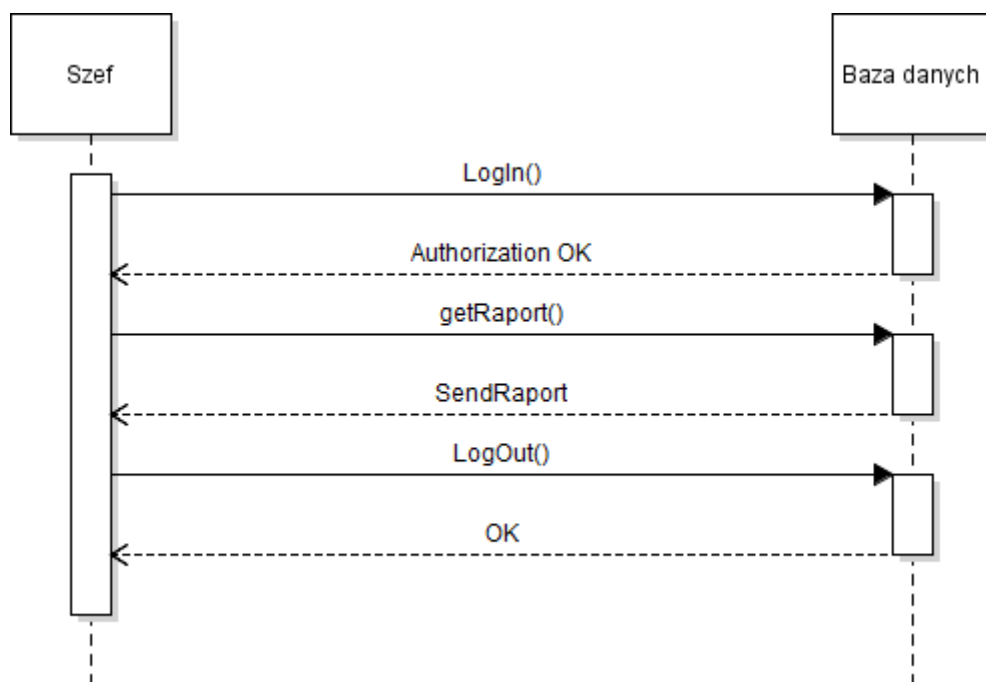 Szef
Baza danych
LogIn()
Authorization OK
getRaport()
SendRaport
LogOut()
OK